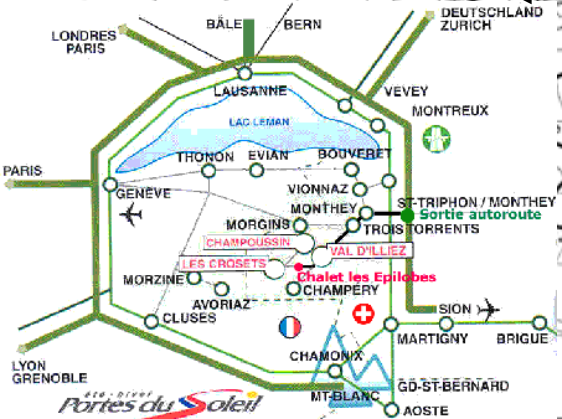 DEUTSCHLAND
ZURICH
BÂLE
BERN
LONDRES
PARIS
LAUSANNE
VEVEY
MONTREUX
LAC LEMAN
THONON
EVIAN
BOUVERET
PARIS
GENÈVE
VIONNAZ
ST-TRIPHON / MONTHEY
Sortie autoroute
MONTHEY
MORGINS
TROIS TORRENTS
CHAMPOUSSIN
VAL D'ILLIEZ
LES CROSETS
Chalet les Epilobes
MORZINE
AVORIAZ
CHAMPÉRY
SION
CLUSES
MARTIGNY
BRIGUE
LYON
GRENOBLE
CHAMONIX
MT-BLANC
GD-ST-BERNARD
AOSTE
été - hiver
Portes du Soleil